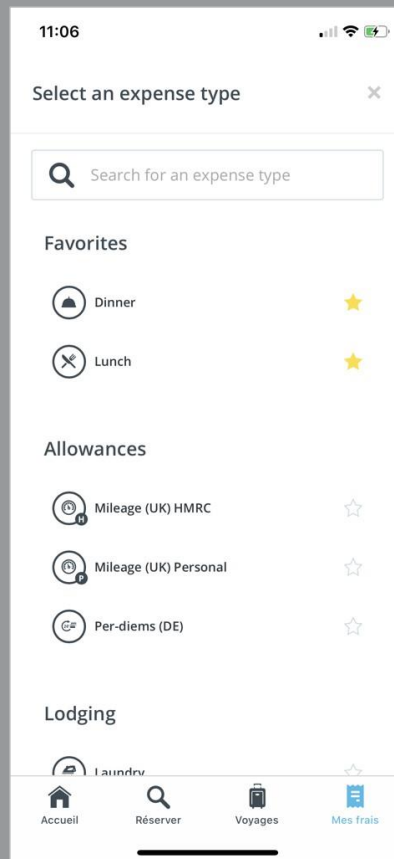 11:06
Select an expense type
Search for an expense type
Favorites
Dinner
Lunch
Allowances
H
Mileage (UK) HMRC
P
Mileage (UK) Personal
Per-diems (DE)
Lodging
Laundry
Accueil
Réserver
Voyages
Mes frais